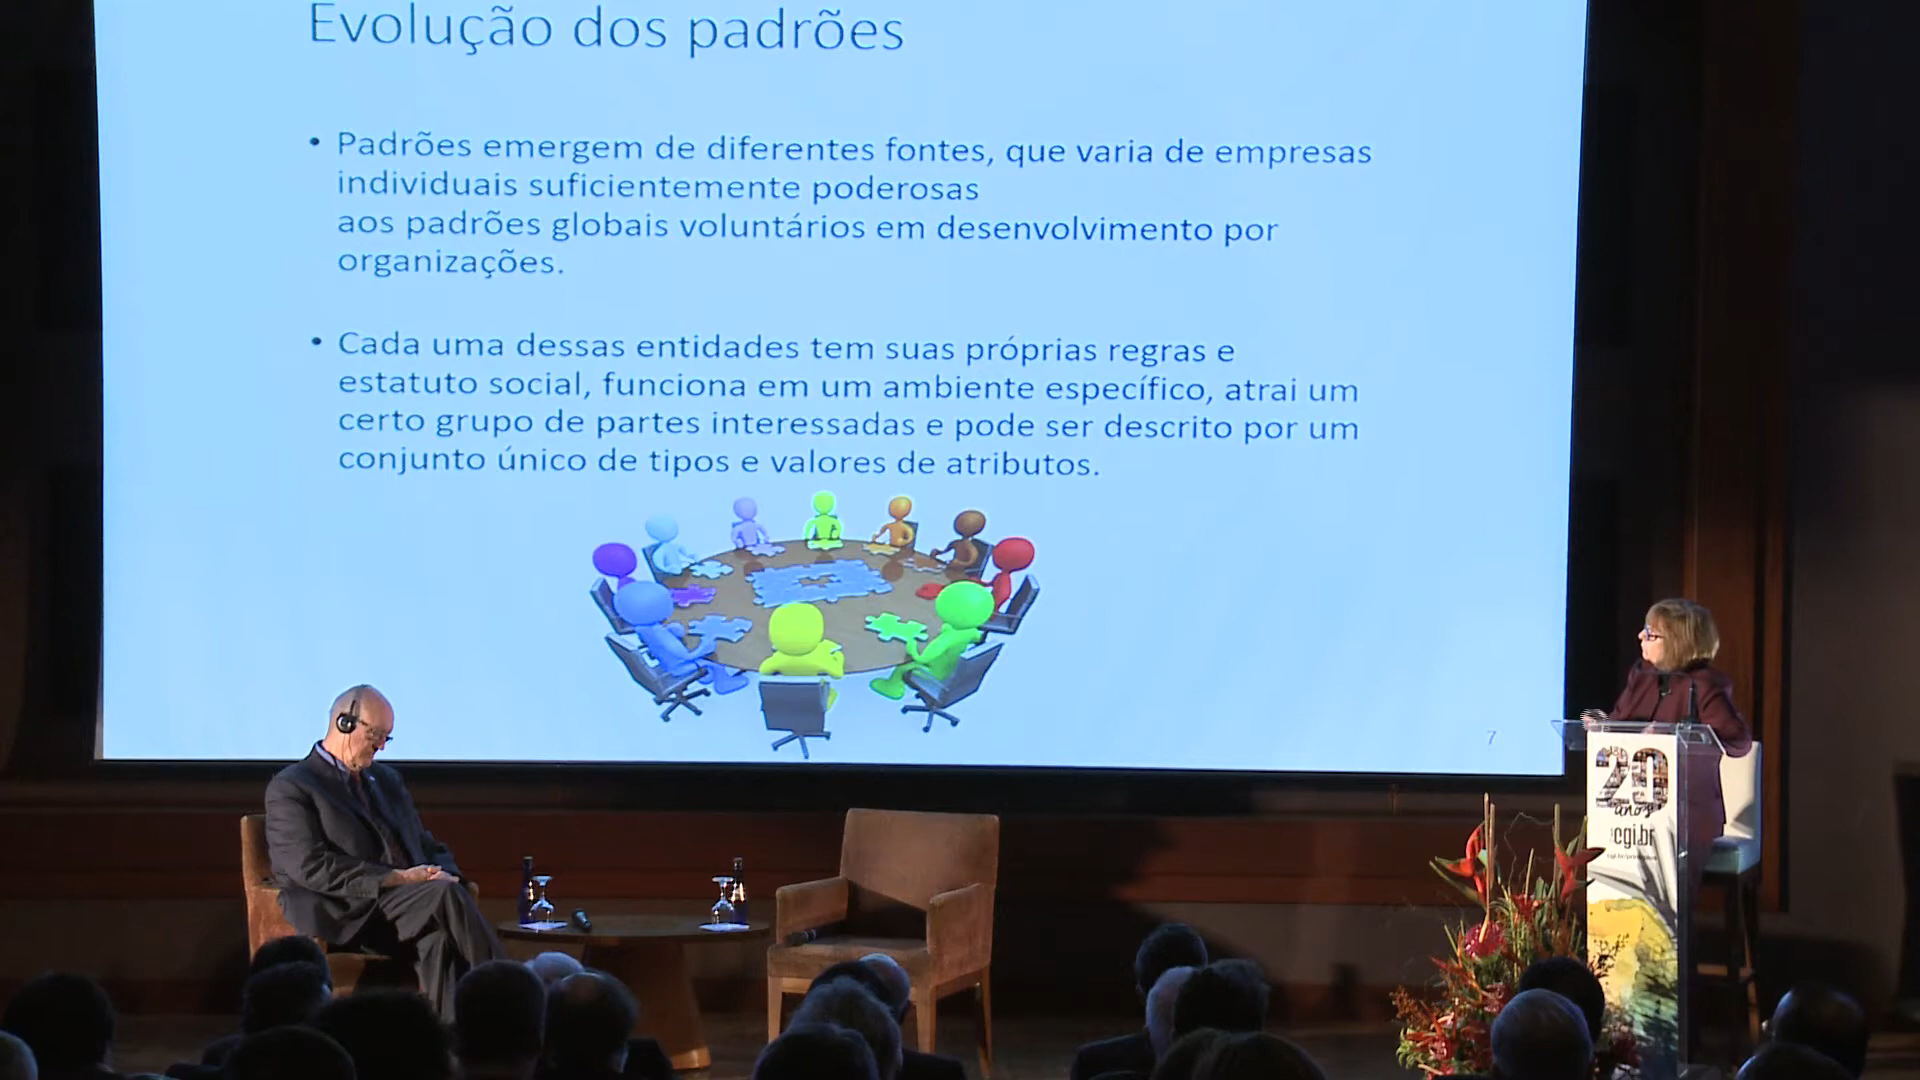 Evolução dos padrões
• Padrões emergem de diferentes fontes, que varia de empresas
individuais suficientemente poderosas
aos padrões globais voluntários em desenvolvimento por
organizações.
• Cada uma dessas entidades tem suas próprias regras e
estatuto social, funciona em um ambiente específico, atrai um
certo grupo de partes interessadas e pode ser descrito por um
conjunto único de tipos e valores de atributos.
7
20
anos
cgi.br